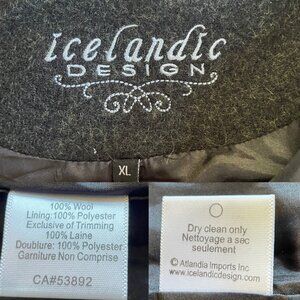 icelandic
DESIGN
XL
100% Wool
Lining:100% Polyester
Exclusive of Trimming
100% Laine
Doublure: 100% Polyester
Garniture Non Comprise
CA#53892
Dry clean only
Nettoyage a sec
seulement
© Atlandia Imports Inc
www.icelandicdesign.com